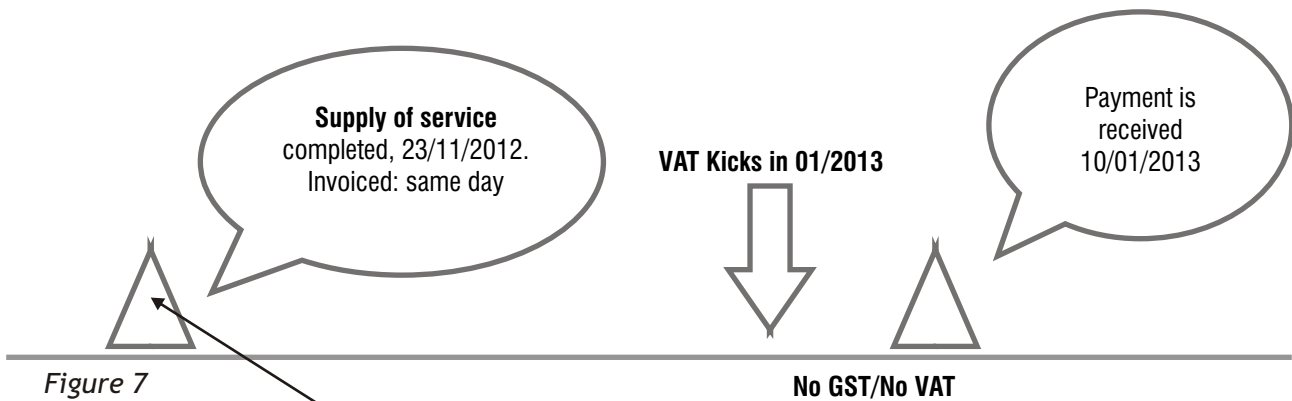 Supply of service
completed, 23/11/2012.
Invoiced: same day
VAT Kicks in 01/2013
Payment is
received
10/01/2013
Figure 7
No GST/No VAT